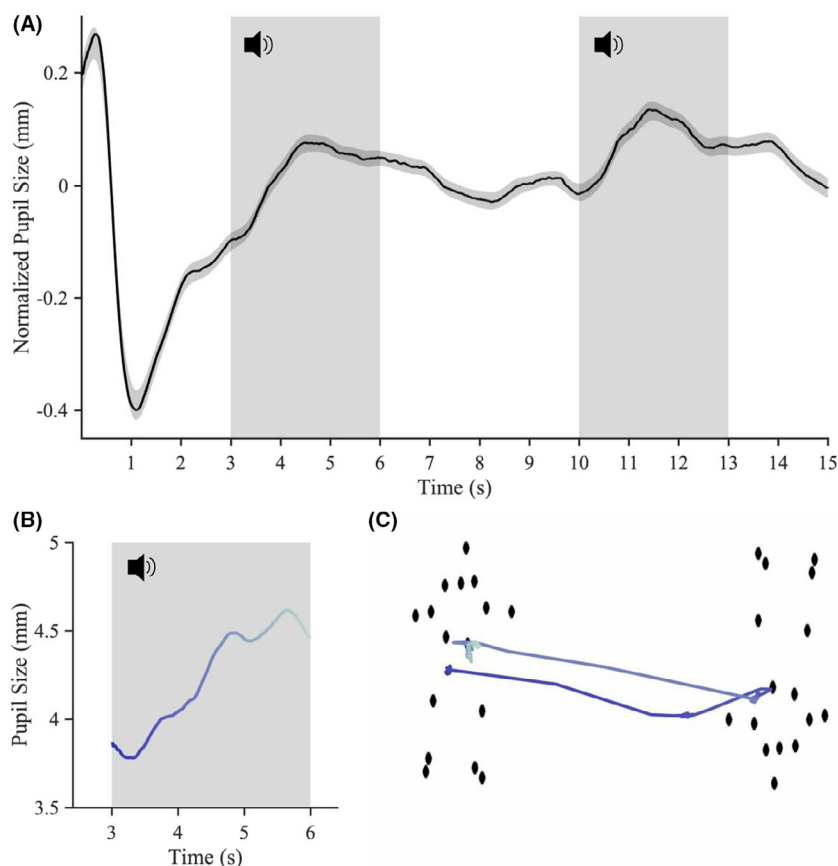 (A)
Normalized Pupil Size (mm)
0.2
0
-0.2
-0.4
1 2 3 4 5 6 7 8 9 10 11 12 13 14 15
Time (s)
(B)
Pupil Size (mm)
5
4.5
4
3.5
3 4 5 6
Time (s)
(C)